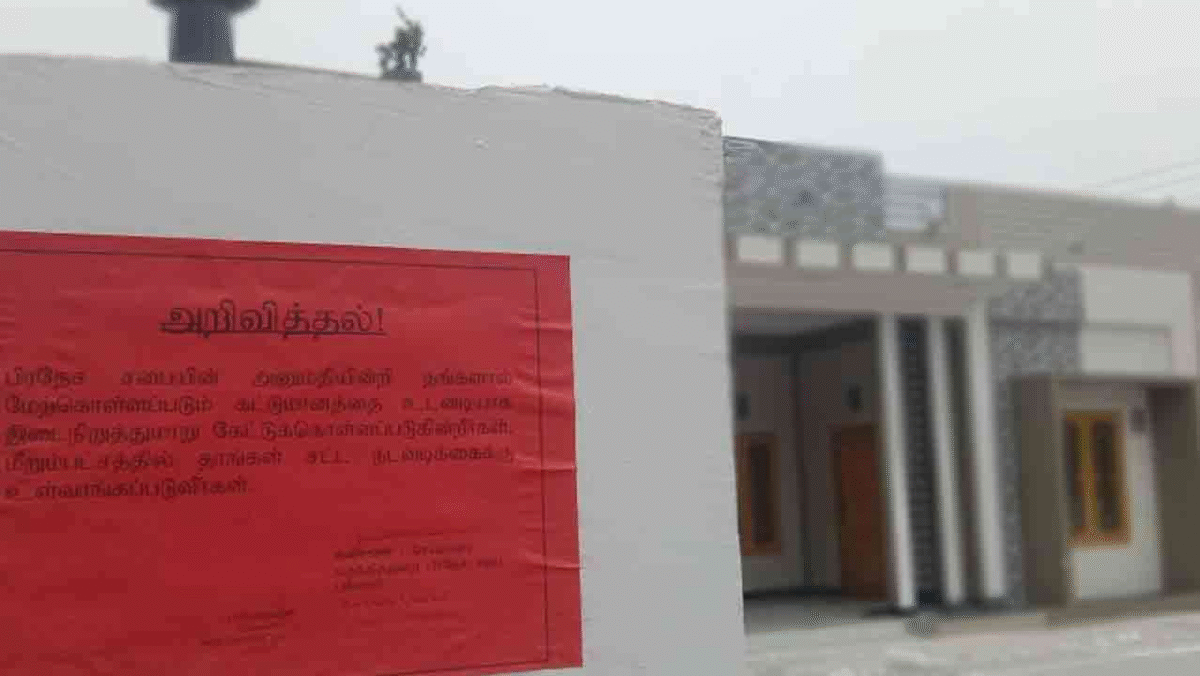 அறிவித்தல்!
பிரதேச சபையின் அனுமதியின்றி தங்களால்
மேற்கொள்ளப்படும் கட்டுமானத்தை உடனடியாக
இடைநிறுத்துமாறு கேட்டுக்கொள்ளப்படுகின்றீர்கள்.
மீறும்பட்சத்தில் தாங்கள் சட்ட நடவடிக்கைக்கு
உள்வாங்கப்படுவீர்கள்.